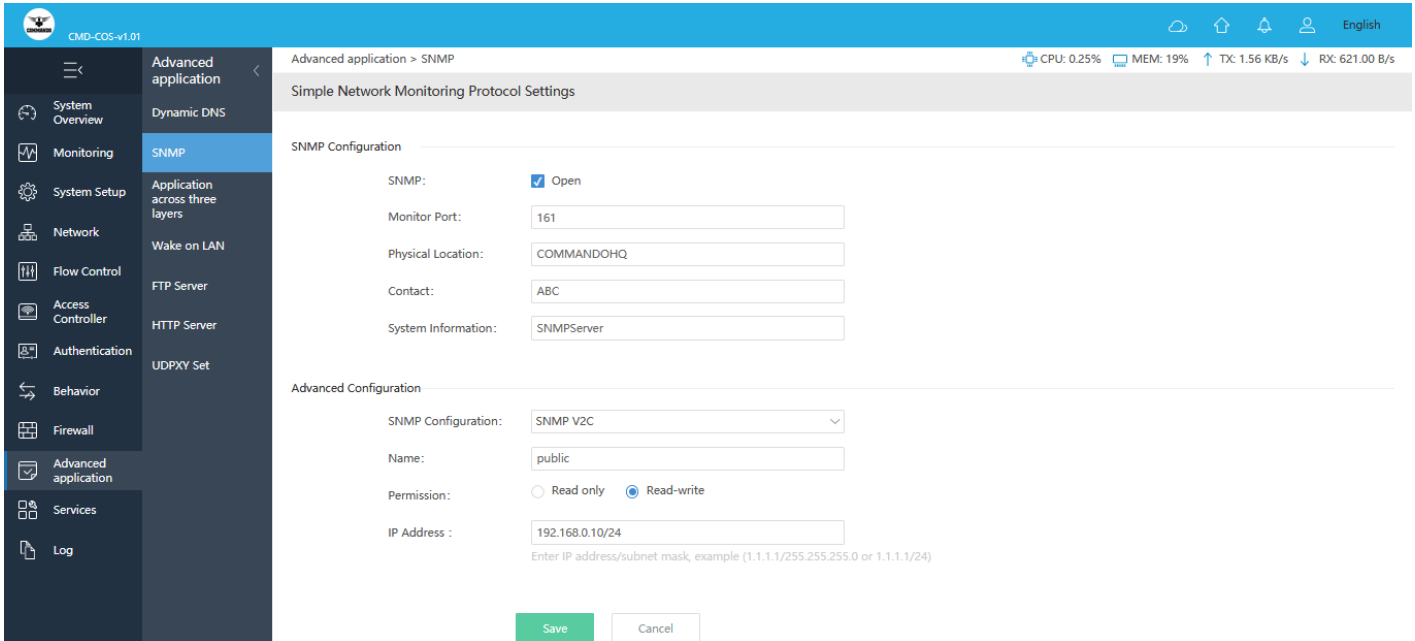 COMMANDO
CMD-COS-v1.01
English
Advanced application
System Overview
Monitoring
System Setup
Network
Flow Control
Access Controller
Authentication
Behavior
Firewall
Advanced application
Services
Log
Dynamic DNS
SNMP
Application across three layers
Wake on LAN
FTP Server
HTTP Server
UDPXY Set
Advanced application > SNMP
CPU: 0.25% MEM: 19% TX: 1.56 KB/s RX: 621.00 B/s
Simple Network Monitoring Protocol Settings
SNMP Configuration
SNMP: Open
Monitor Port: 161
Physical Location: COMMANDOHQ
Contact: ABC
System Information: SNMPServer
Advanced Configuration
SNMP Configuration: SNMP V2C
Name: public
Permission: Read only Read-write
IP Address : 192.168.0.10/24
Enter IP address/subnet mask, example (1.1.1.1/255.255.255.0 or 1.1.1.1/24)
Save Cancel